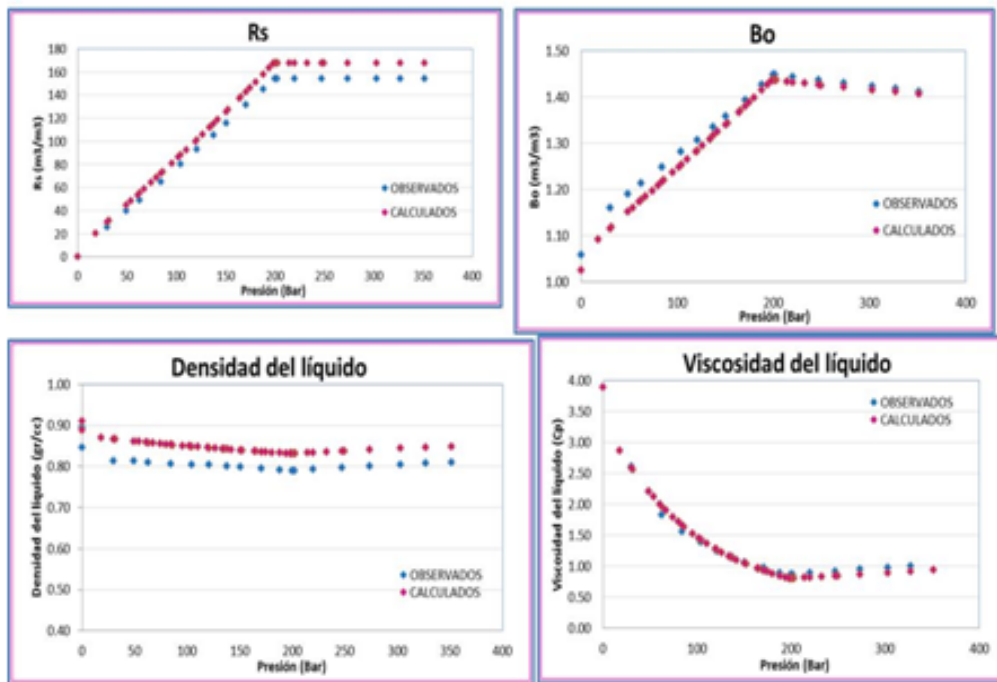 Rs
180
160
140
120
100
80
60
40
20
0
Rs (m3/m3)
OBSERVADOS
CALCULADOS
0 50 100 150 200 250 300 350 400
Presión (Bar)
Bo
1.50
1.40
1.30
1.20
1.10
1.00
Bo (m3/m3)
OBSERVADOS
CALCULADOS
0 100 200 300 400
Presión (Bar)
Densidad del líquido
1.00
0.90
0.80
0.70
0.60
0.50
0.40
Densidad del líquido (gr/cc)
OBSERVADOS
CALCULADOS
0 50 100 150 200 250 300 350 400
Presión (Bar)
Viscosidad del líquido
4.00
3.50
3.00
2.50
2.00
1.50
1.00
0.50
0.00
Viscosidad del líquido (Cp)
OBSERVADOS
CALCULADOS
0 100 200 300 400
Presión (Bar)